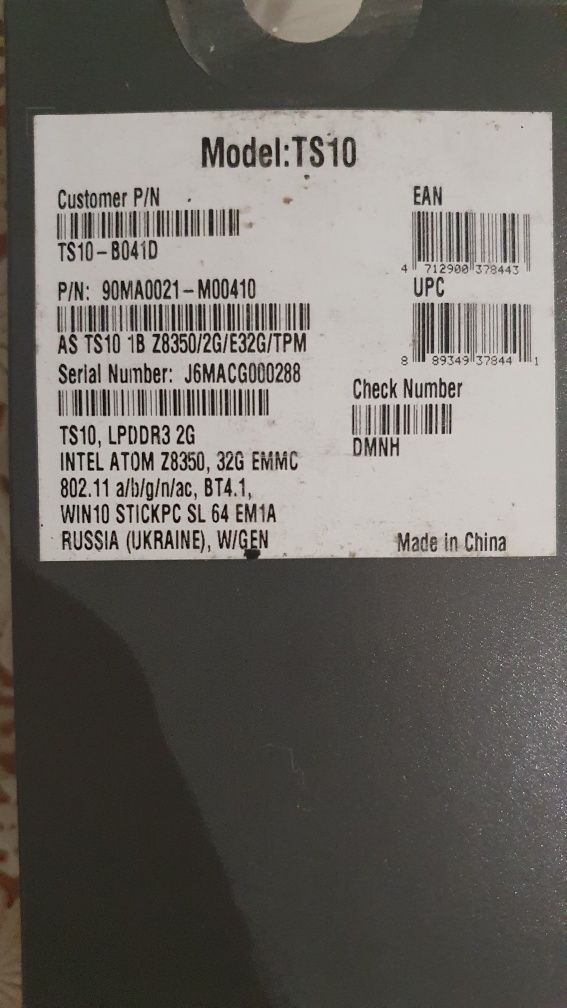 Model:TS10
Customer P/N
TS10-B041D
P/N: 90MA0021-M00410
AS TS10 1B Z8350/2G/E32G/TPM
Serial Number: J6MACG000288
TS10, LPDDR3 2G
INTEL ATOM Z8350, 32G EMMC
802.11 a/b/g/n/ac, BT4.1,
WIN10 STICKPC SL 64 EM1A
RUSSIA (UKRAINE), W/GEN
EAN
4 712900 378443
UPC
8 89349 37844 1
Check Number
DMNH
Made in China